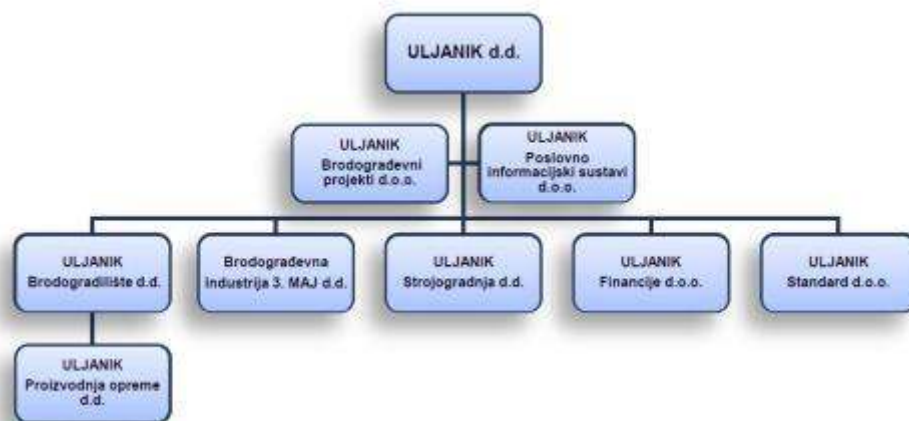 ULJANIK d.d.
ULJANIK
Brodograđevni
projekti d.o.o.
ULJANIK
Poslovno
informacijski sustavi
d.o.o.
ULJANIK
Brodogradilište d.d.
Brodograđevna
industrija 3. MAJ d.d.
ULJANIK
Strojogradnja d.d.
ULJANIK
Financije d.o.o.
ULJANIK
Standard d.o.o.
ULJANIK
Proizvodnja opreme
d.d.